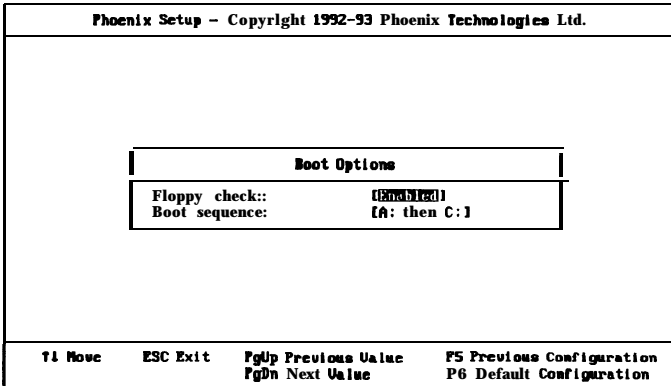 Phoenix Setup – Copyrlght 1992–93 Phoenix Technologies Ltd.
Boot Options
Floppy check:: [Enabled]
Boot sequence: [A: then C:]
↑↓ Move ESC Exit PgUp Previous Value F5 Previous Configuration
PgDn Next Value P6 Default Configuration